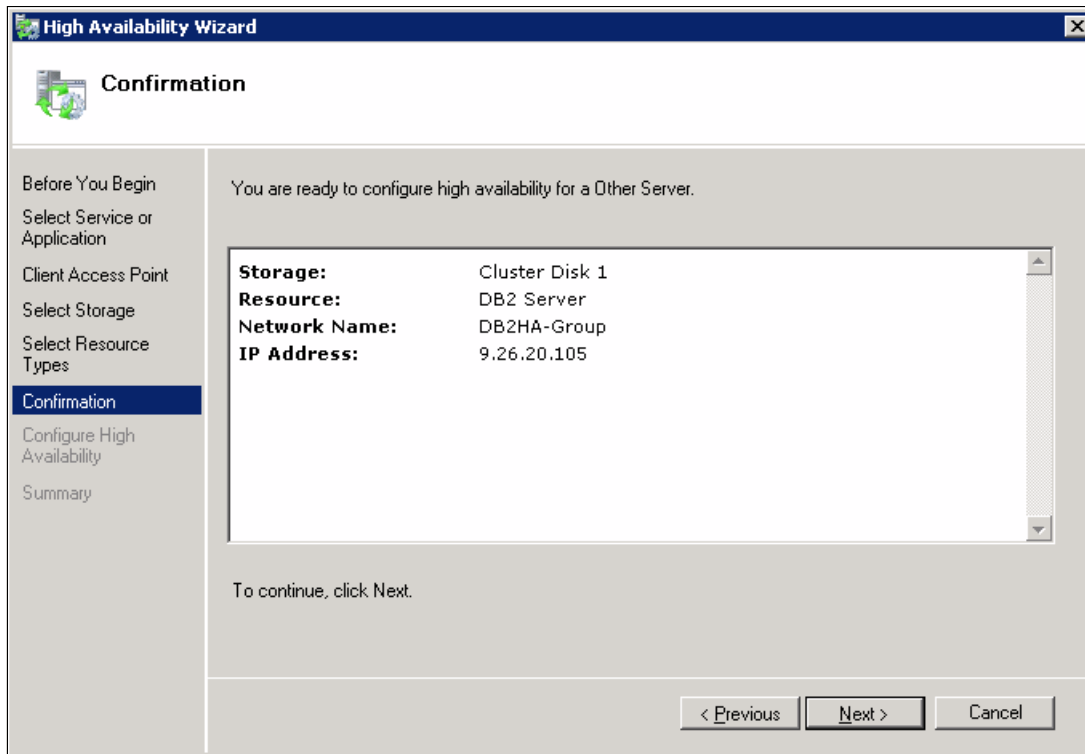 High Availability Wizard
Confirmation
Before You Begin
Select Service or
Application
Client Access Point
Select Storage
Select Resource
Types
Confirmation
Configure High
Availability
Summary
You are ready to configure high availability for a Other Server.
Storage: Cluster Disk 1
Resource: DB2 Server
Network Name: DB2HA-Group
IP Address: 9.26.20.105
To continue, click Next.
< Previous Next > Cancel